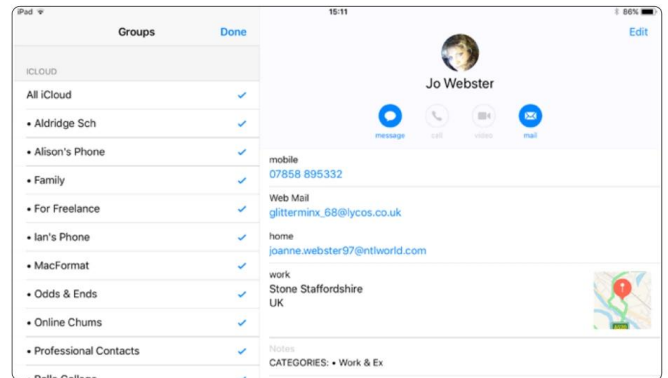 iPad
15:11
86%
Groups
Done
Edit
Jo Webster
message
call
video
mail
ICLOUD
All iCloud
• Aldridge Sch
• Alison's Phone
• Family
• For Freelance
• Ian's Phone
• MacFormat
• Odds & Ends
• Online Chums
• Professional Contacts
mobile
07858 895332
Web Mail
glitterminx_68@lycos.co.uk
home
joanne.webster97@ntlworld.com
work
Stone Staffordshire
UK
Notes
CATEGORIES: • Work & Ex